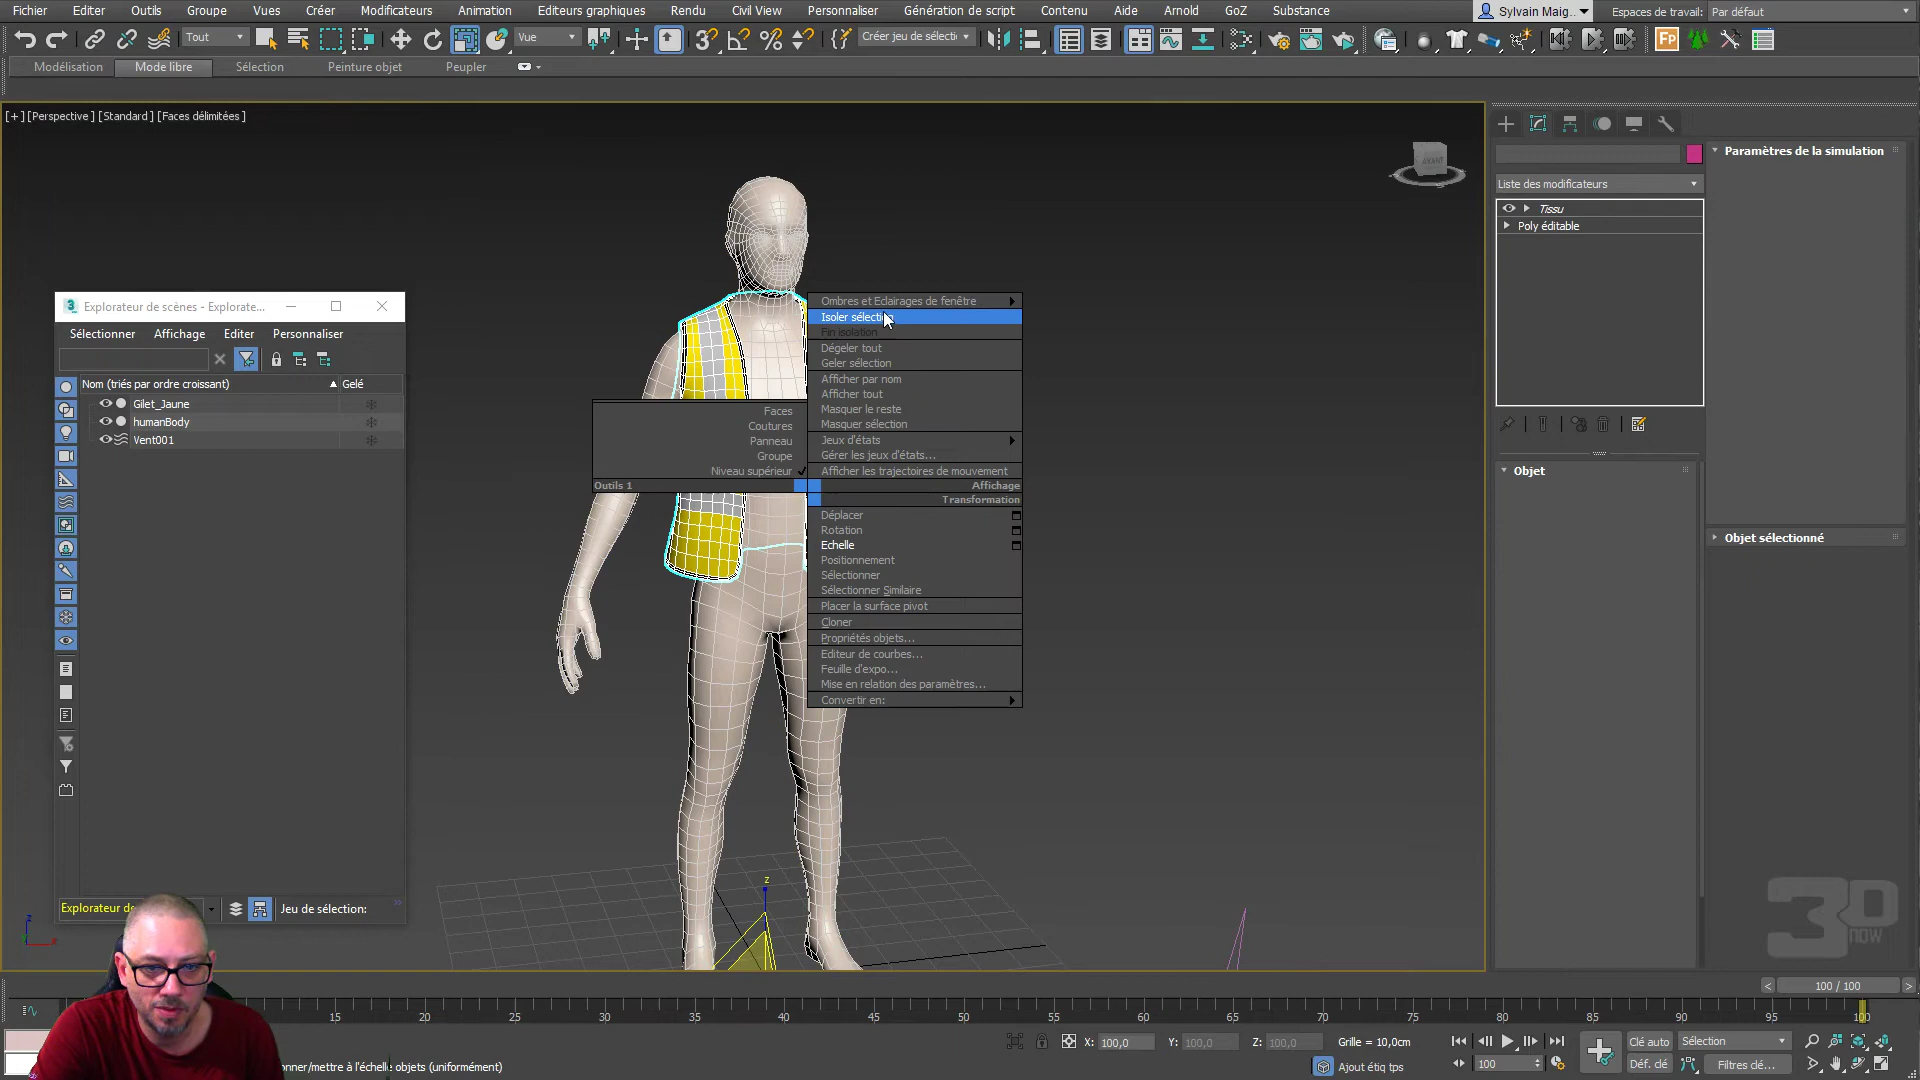 Fichier Editer Outils Groupe Vues Créer Modificateurs Animation Editeurs graphiques Rendu Civil View Personnaliser Génération de script Contenu Aide Arnold GoZ Substance Sylvain Maig.. Espaces de travail: Par défaut
Tout Vue Créer jeu de sélecti
Modélisation Mode libre Sélection Peinture objet Peupler
[+] [Perspective] [Standard] [Faces délimitées]
AVANT
Paramètres de la simulation
Liste des modificateurs
Tissu
Poly éditable
Objet
Objet sélectionné
Explorateur de scènes - Explorate...
Sélectionner Affichage Editer Personnaliser
Nom (triés par ordre croissant) Gelé
Gilet_Jaune
humanBody
Vent001
Jeu de sélection:
Ombres et Eclairages de fenêtre
Isoler sélection
Fin isolation
Dégeler tout
Geler sélection
Afficher par nom
Afficher tout
Masquer le reste
Masquer sélection
Jeux d'états
Gérer les jeux d'états...
Afficher les trajectoires de mouvement
Affichage
Faces
Coutures
Panneau
Groupe
Niveau supérieur
Outils 1
Transformation
Déplacer
Rotation
Echelle
Positionnement
Sélectionner
Sélectionner Similaire
Placer la surface pivot
Cloner
Propriétés objets...
Editeur de courbes...
Feuille d'expo...
Mise en relation des paramètres...
Convertir en:
z
3D
NOW
100 / 100
15 20 25 30 35 40 45 50 55 60 65 70 75 80 85 90 95 100
X: 100,0 Y: 100,0 Z: 100,0 Grille = 10,0cm
Clé auto Sélection
Ajout étiq tps 100 Déf. clé Filtres clé...
objets (uniformément)